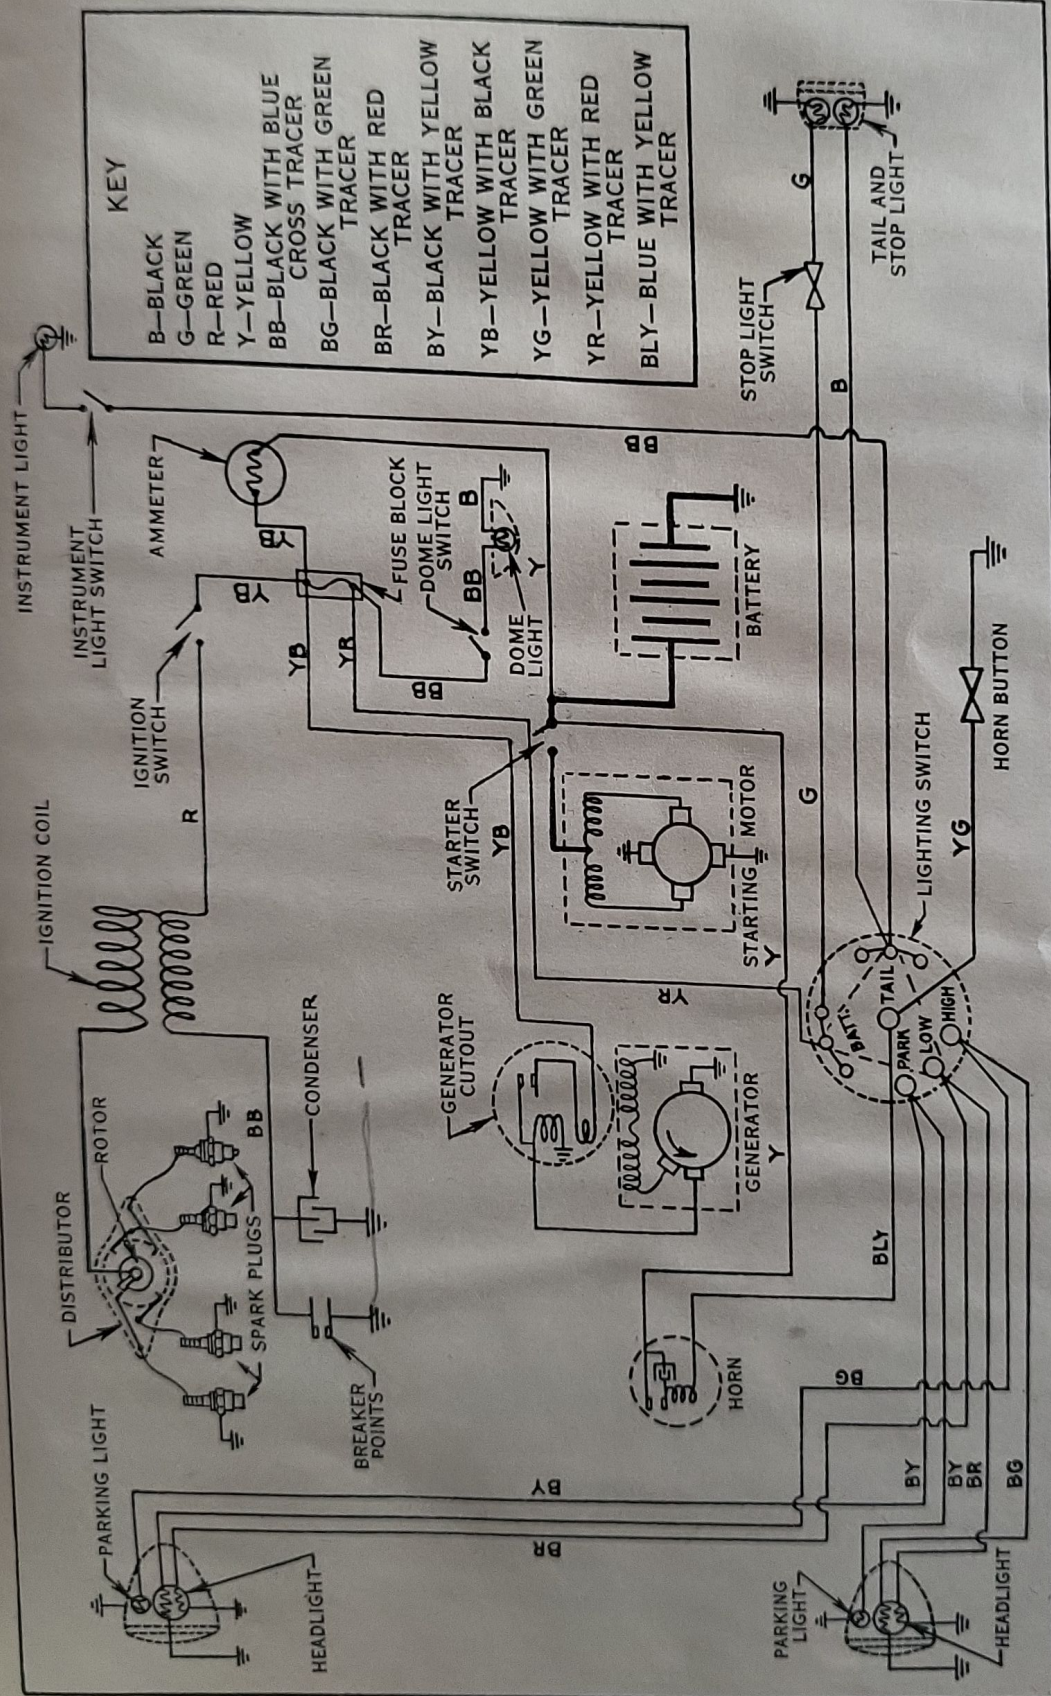 INSTRUMENT LIGHT
INSTRUMENT
LIGHT SWITCH
KEY
B—BLACK
G—GREEN
R—RED
Y—YELLOW
BB—BLACK WITH BLUE
CROSS TRACER
BG—BLACK WITH GREEN
TRACER
BR—BLACK WITH RED
TRACER
BY—BLACK WITH YELLOW
TRACER
YB—YELLOW WITH BLACK
TRACER
YG—YELLOW WITH GREEN
TRACER
YR—YELLOW WITH RED
TRACER
BLY—BLUE WITH YELLOW
TRACER
IGNITION COIL
IGNITION
SWITCH
AMMETER
YB
YB
R
DISTRIBUTOR
ROTOR
SPARK PLUGS
BB
CONDENSER
BREAKER
POINTS
PARKING LIGHT
HEADLIGHT
YB
YR
FUSE BLOCK
DOME LIGHT
SWITCH
BB
BB
B
DOME
LIGHT
Y
BB
STARTER
SWITCH
YB
GENERATOR
CUTOUT
YR
BATTERY
STARTING MOTOR
Y
GENERATOR
Y
HORN
BY
BR
STOP LIGHT
SWITCH
G
TAIL AND
STOP LIGHT
B
G
BATT.
TAIL
PARK
LOW
HIGH
LIGHTING SWITCH
YG
HORN BUTTON
BLY
BG
BY
BY
BR
BG
PARKING
LIGHT
HEADLIGHT